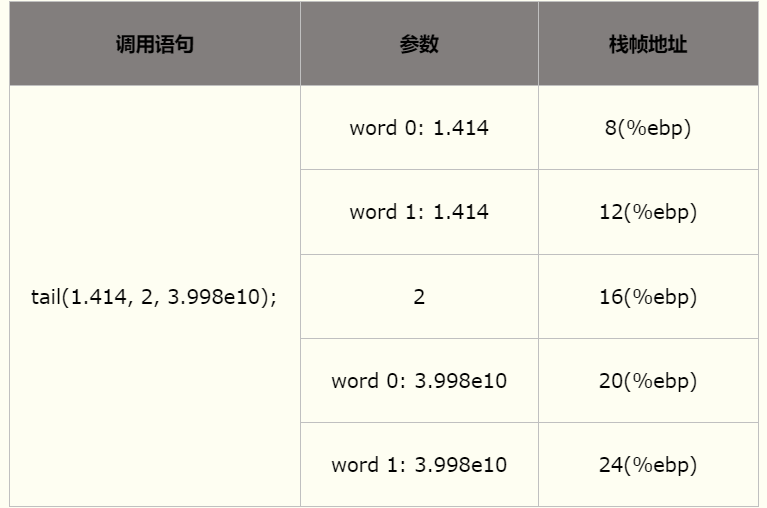 调用语句 参数 栈帧地址
word 0: 1.414 8(%ebp)
word 1: 1.414 12(%ebp)
tail(1.414, 2, 3.998e10); 2 16(%ebp)
word 0: 3.998e10 20(%ebp)
word 1: 3.998e10 24(%ebp)